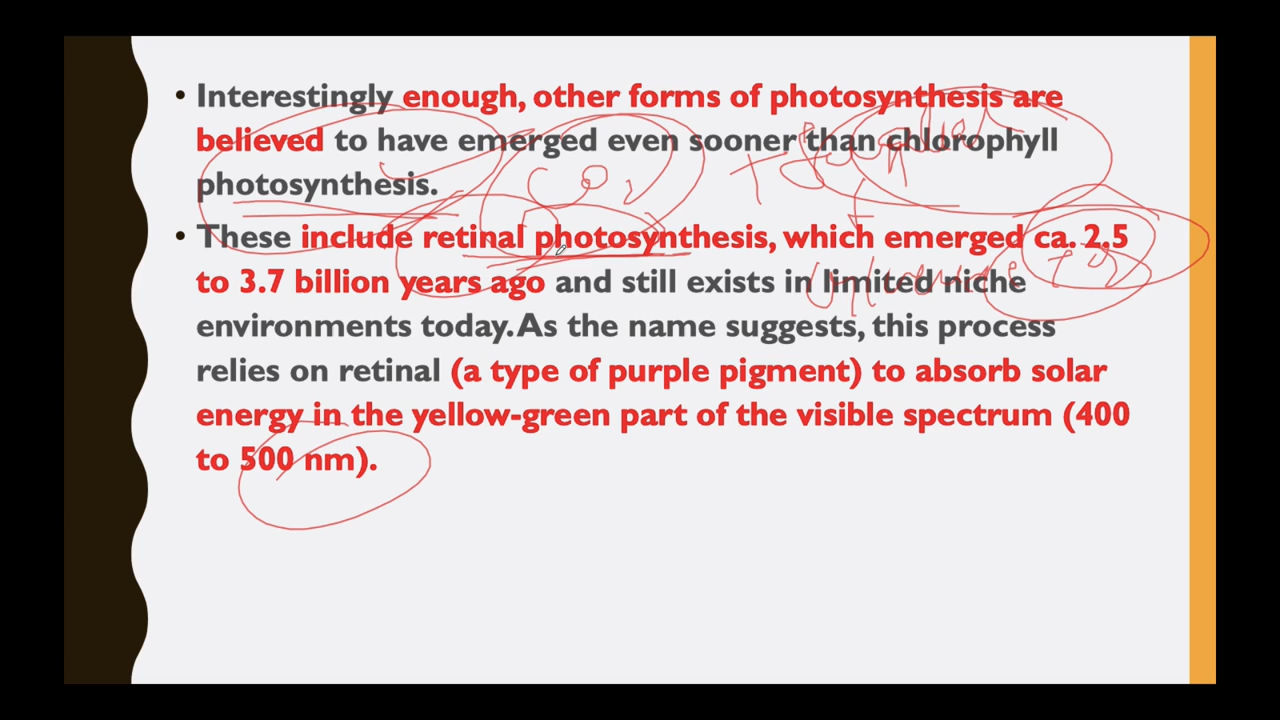 • Interestingly enough, other forms of photosynthesis are
believed to have emerged even sooner than chlorophyll
photosynthesis.
• These include retinal photosynthesis, which emerged ca. 2.5
to 3.7 billion years ago and still exists in limited niche
environments today. As the name suggests, this process
relies on retinal (a type of purple pigment) to absorb solar
energy in the yellow-green part of the visible spectrum (400
to 500 nm).
CO2 +
+ O2